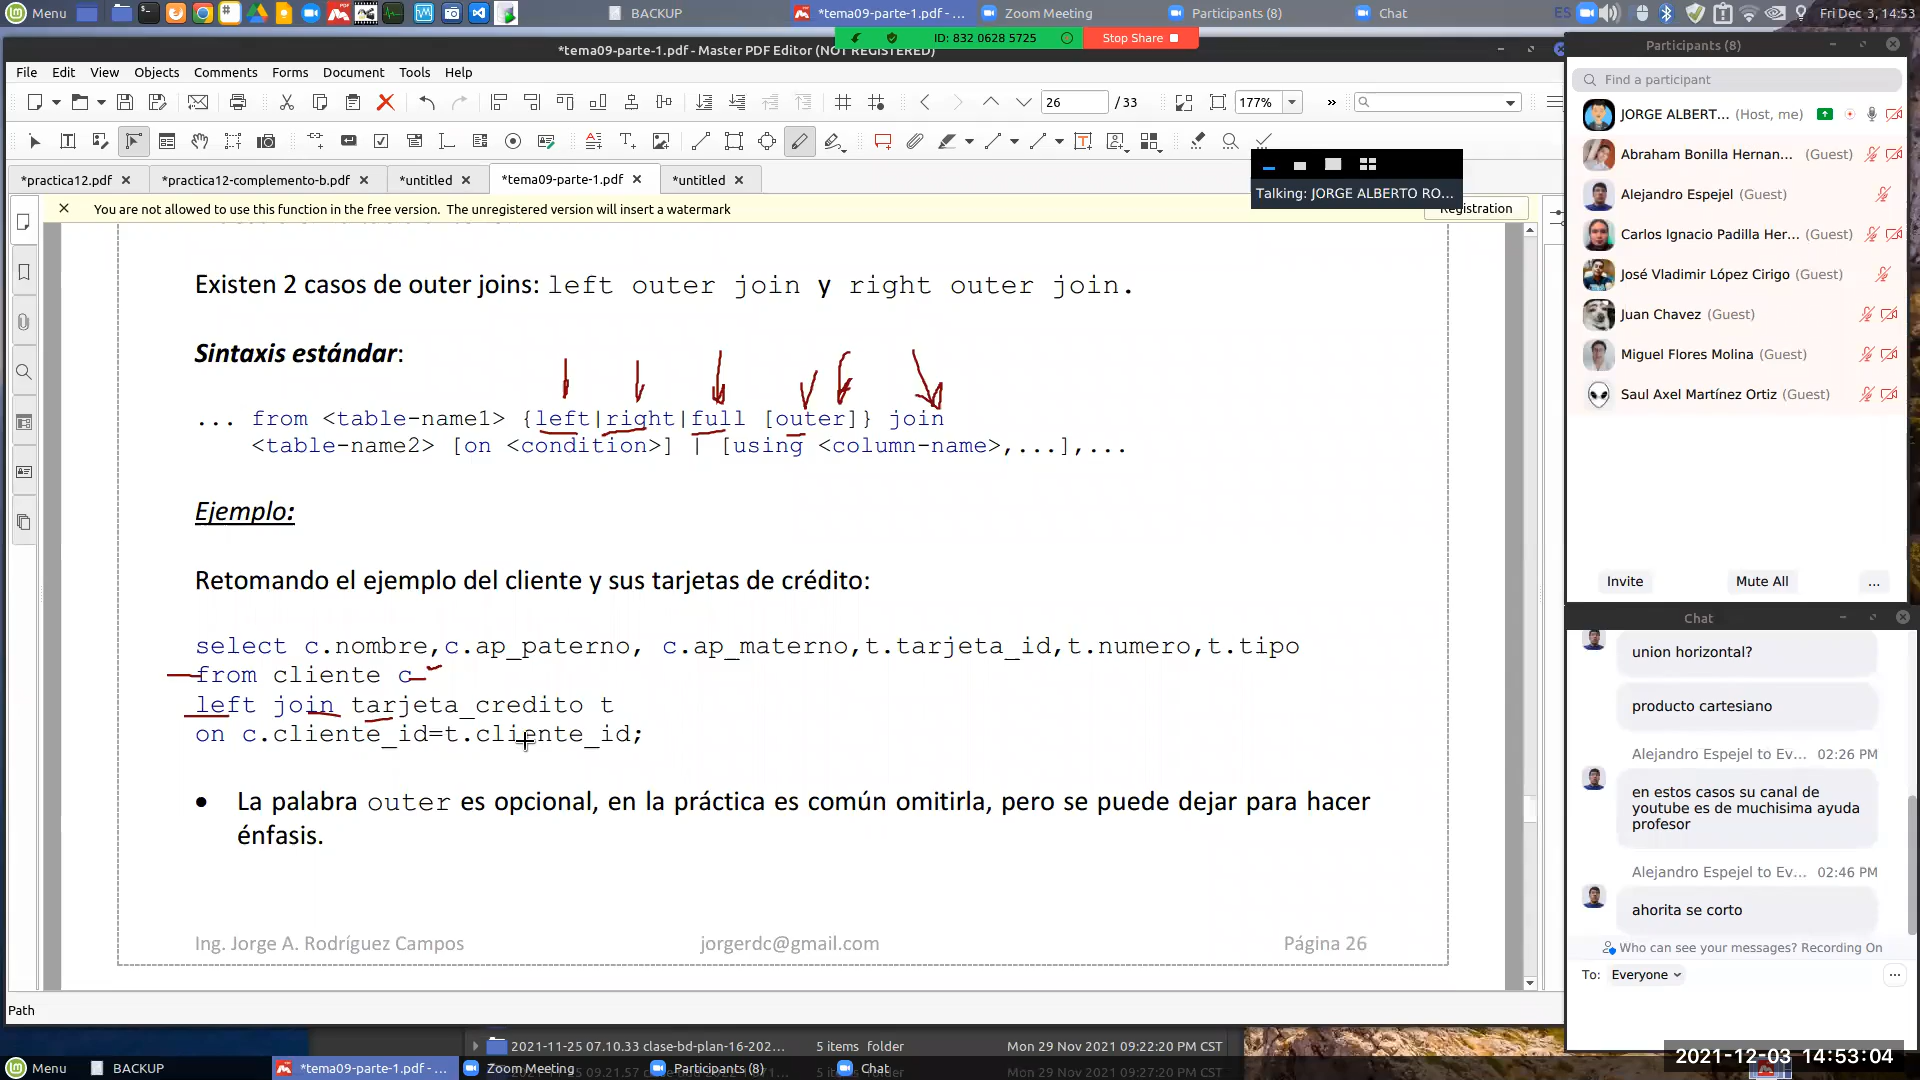 Menu
BACKUP
*tema09-parte-1.pdf - ...
Zoom Meeting
Participants (8)
Chat
ES
Fri Dec 3, 14:53
*tema09-parte-1.pdf - Master PDF Editor (NOT REGISTERED)
ID: 832 0628 5725
Stop Share
File Edit View Objects Comments Forms Document Tools Help
26 / 33
177%
*practica12.pdf
*practica12-complemento-b.pdf
*untitled
*tema09-parte-1.pdf
*untitled
Talking: JORGE ALBERTO RO...
You are not allowed to use this function in the free version. The unregistered version will insert a watermark
Registration
Existen 2 casos de outer joins: left outer join y right outer join.
Sintaxis estándar:
... from <table-name1> {left|right|full [outer]} join
<table-name2> [on <condition>] | [using <column-name>,...],...
Ejemplo:
Retomando el ejemplo del cliente y sus tarjetas de crédito:
select c.nombre,c.ap_paterno, c.ap_materno,t.tarjeta_id,t.numero,t.tipo
from cliente c
left join tarjeta_credito t
on c.cliente_id=t.cliente_id;
• La palabra outer es opcional, en la práctica es común omitirla, pero se puede dejar para hacer
énfasis.
Ing. Jorge A. Rodríguez Campos jorgerdc@gmail.com Página 26
Path
Participants (8)
Find a participant
JORGE ALBERT... (Host, me)
Abraham Bonilla Hernan... (Guest)
Alejandro Espejel (Guest)
Carlos Ignacio Padilla Her... (Guest)
José Vladimir López Cirigo (Guest)
Juan Chavez (Guest)
Miguel Flores Molina (Guest)
Saul Axel Martínez Ortiz (Guest)
Invite
Mute All
...
Chat
union horizontal?
producto cartesiano
Alejandro Espejel to Ev... 02:26 PM
en estos casos su canal de
youtube es de muchisima ayuda
profesor
Alejandro Espejel to Ev... 02:46 PM
ahorita se corto
Who can see your messages? Recording On
To: Everyone
2021-11-25 07.10.33 clase-bd-plan-16-202... 5 items folder Mon 29 Nov 2021 09:22:20 PM CST
2021-12-03 14:53:04
Menu
BACKUP
*tema09-parte-1.pdf - ...
Zoom Meeting
Participants (8)
Chat